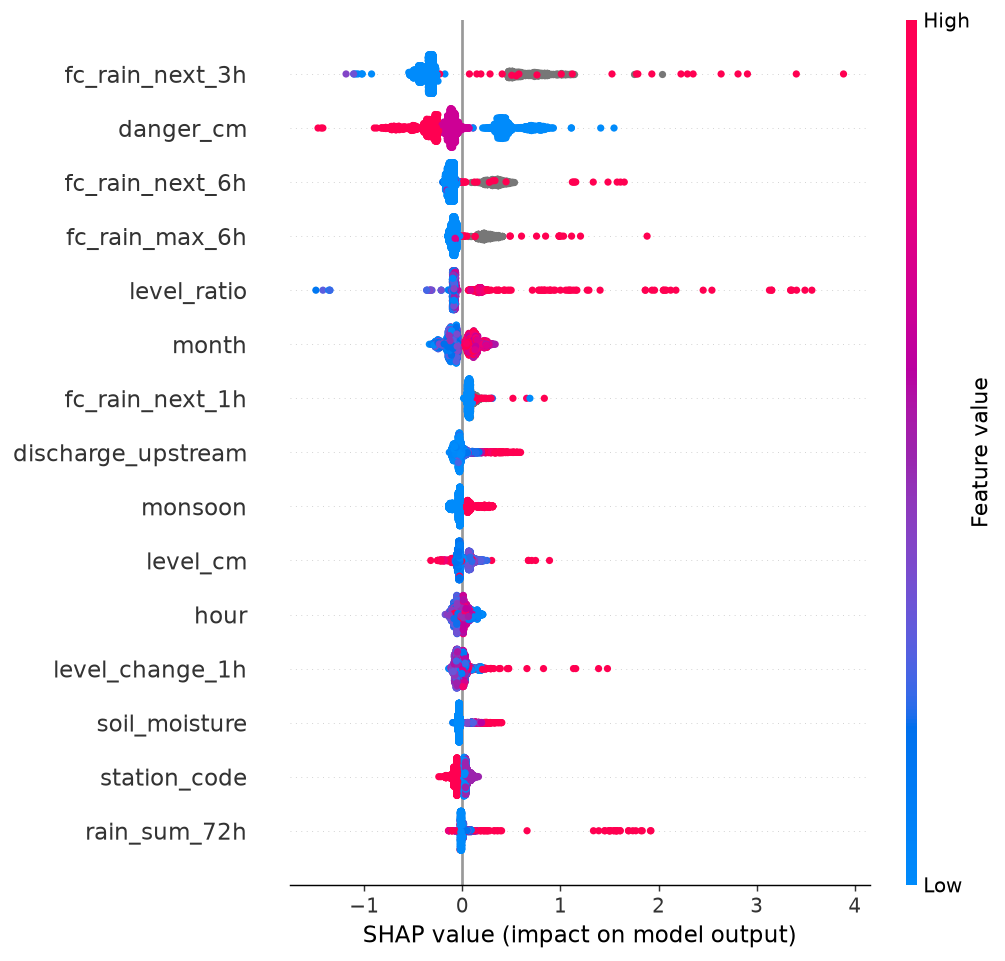 High
fc_rain_next_3h
danger_cm
fc_rain_next_6h
fc_rain_max_6h
level_ratio
month
fc_rain_next_1h
discharge_upstream
monsoon
level_cm
hour
level_change_1h
soil_moisture
station_code
rain_sum_72h
Feature value
Low
−1 0 1 2 3 4
SHAP value (impact on model output)